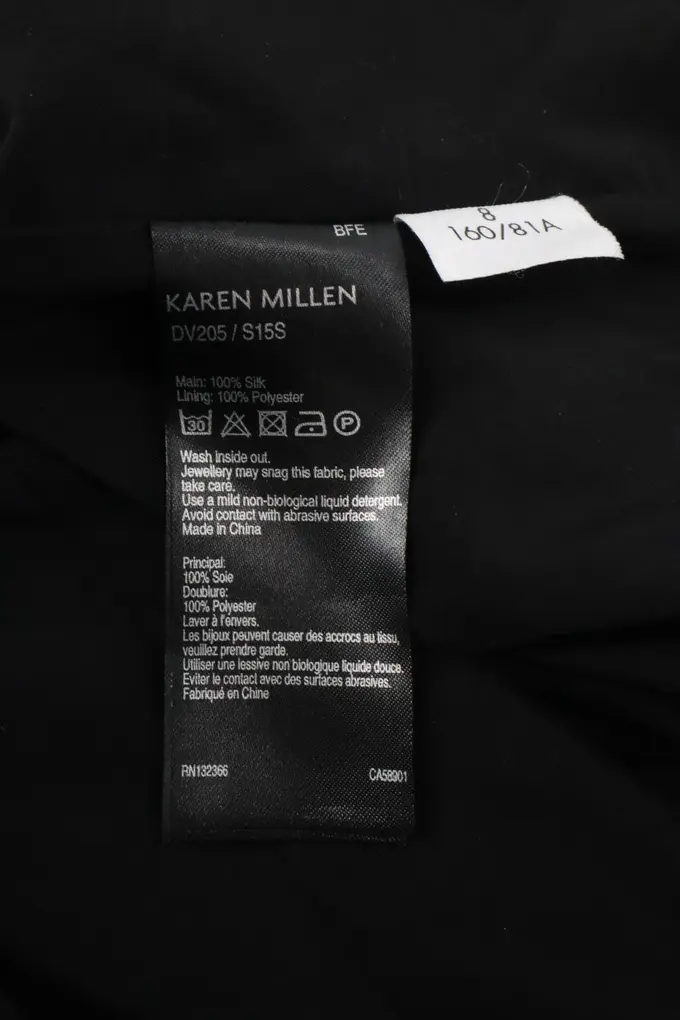 BFE
8
160/81A
KAREN MILLEN
DV205 / S15S
Main: 100% Silk
Lining: 100% Polyester
30
P
Wash inside out.
Jewellery may snag this fabric, please
take care.
Use a mild non-biological liquid detergent.
Avoid contact with abrasive surfaces.
Made in China
Principal:
100% Soie
Doublure:
100% Polyester
Laver à l'envers.
Les bijoux peuvent causer des accrocs au tissu,
veuillez prendre garde.
Utiliser une lessive non biologique liquide douce.
Eviter le contact avec des surfaces abrasives.
Fabriqué en Chine
RN132366 CA58901